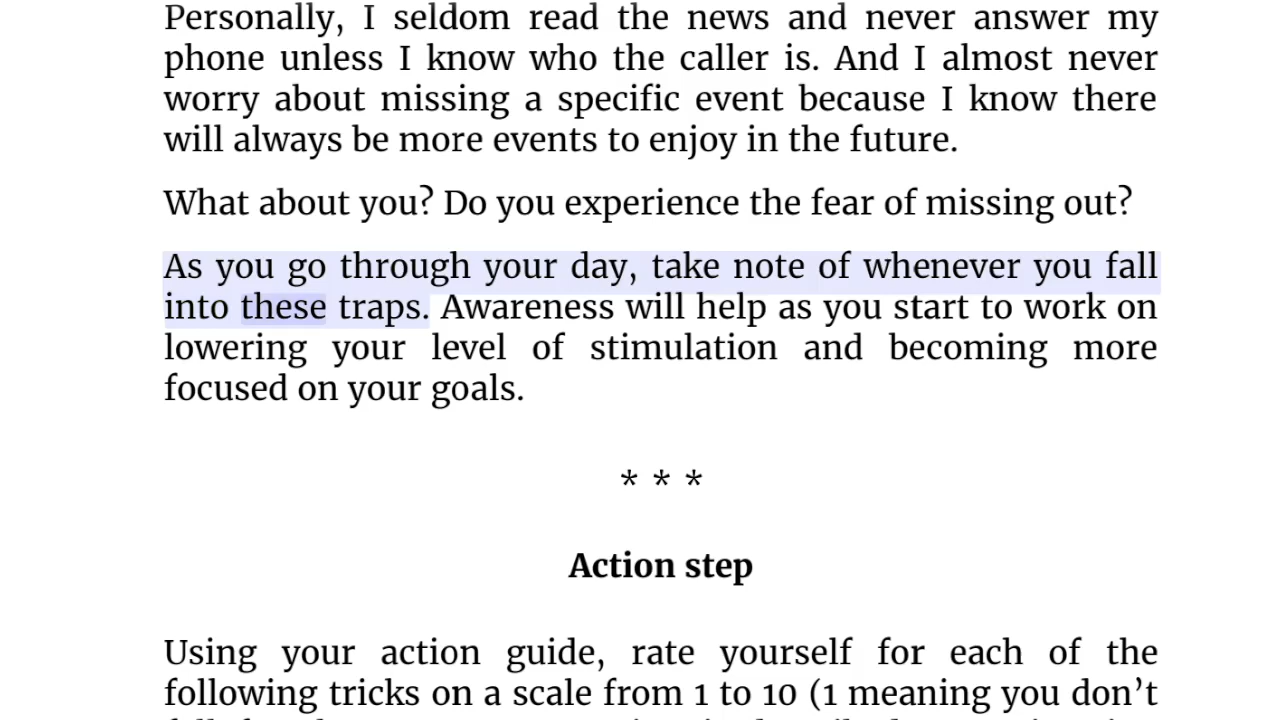 Personally, I seldom read the news and never answer my
phone unless I know who the caller is. And I almost never
worry about missing a specific event because I know there
will always be more events to enjoy in the future.
What about you? Do you experience the fear of missing out?
As you go through your day, take note of whenever you fall
into these traps. Awareness will help as you start to work on
lowering your level of stimulation and becoming more
focused on your goals.
* * *
Action step
Using your action guide, rate yourself for each of the
following tricks on a scale from 1 to 10 (1 meaning you don’t